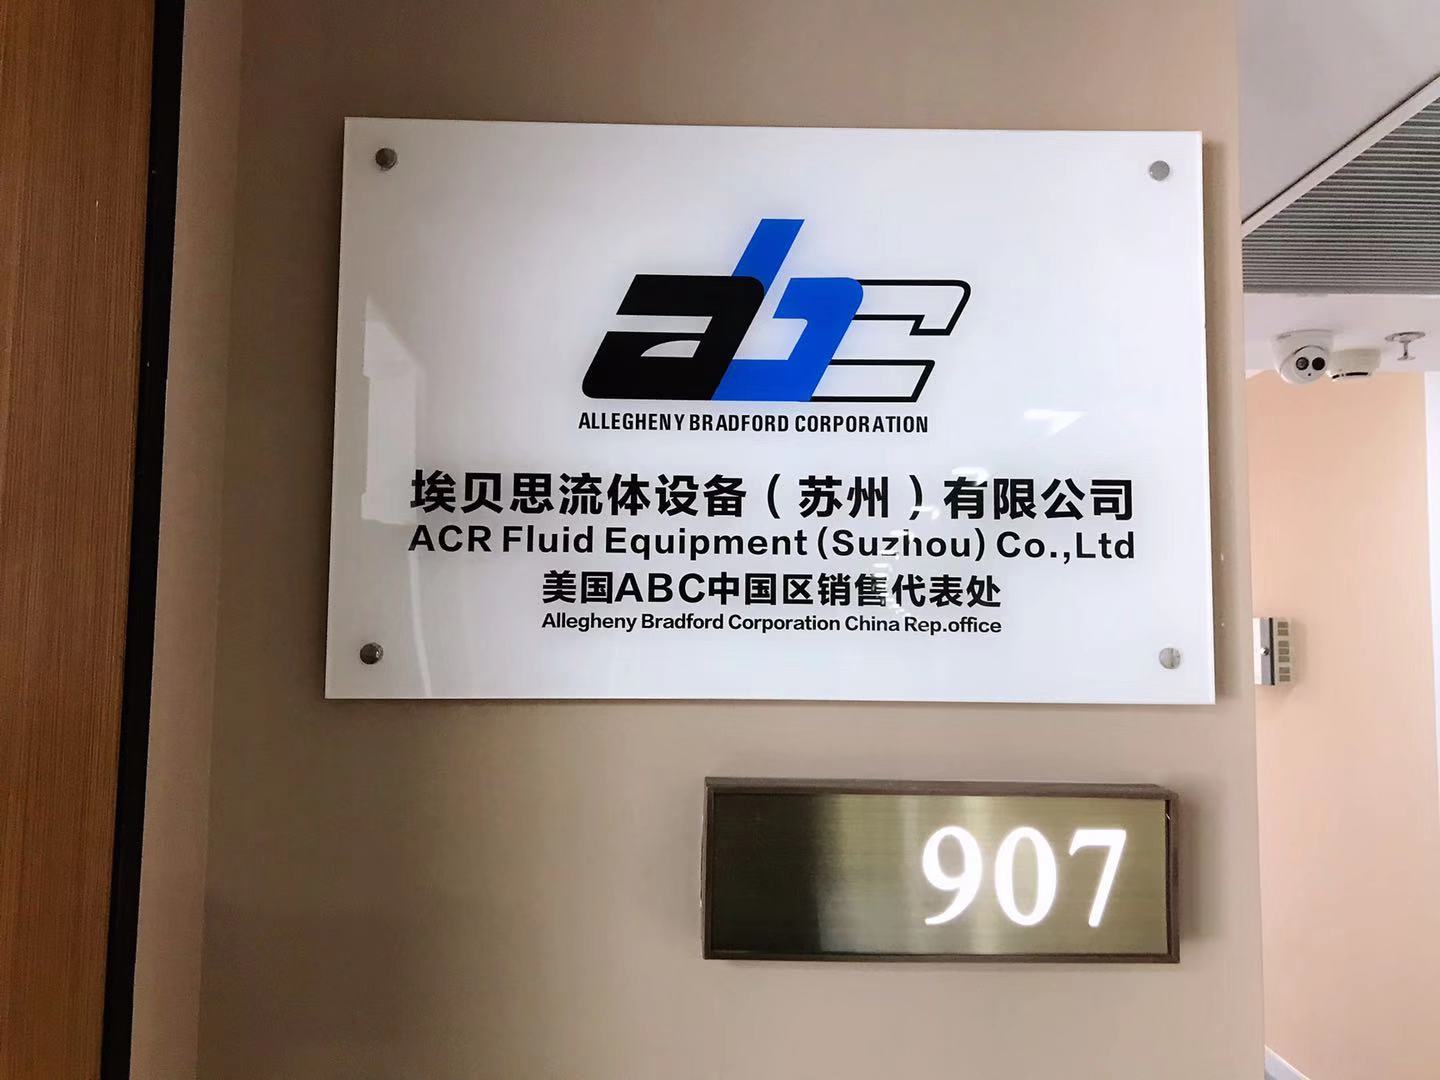 abc
ALLEGHENY BRADFORD CORPORATION
埃贝思流体设备（苏州）有限公司
ACR Fluid Equipment (Suzhou) Co.,Ltd
美国ABC中国区销售代表处
Allegheny Bradford Corporation China Rep.office
907